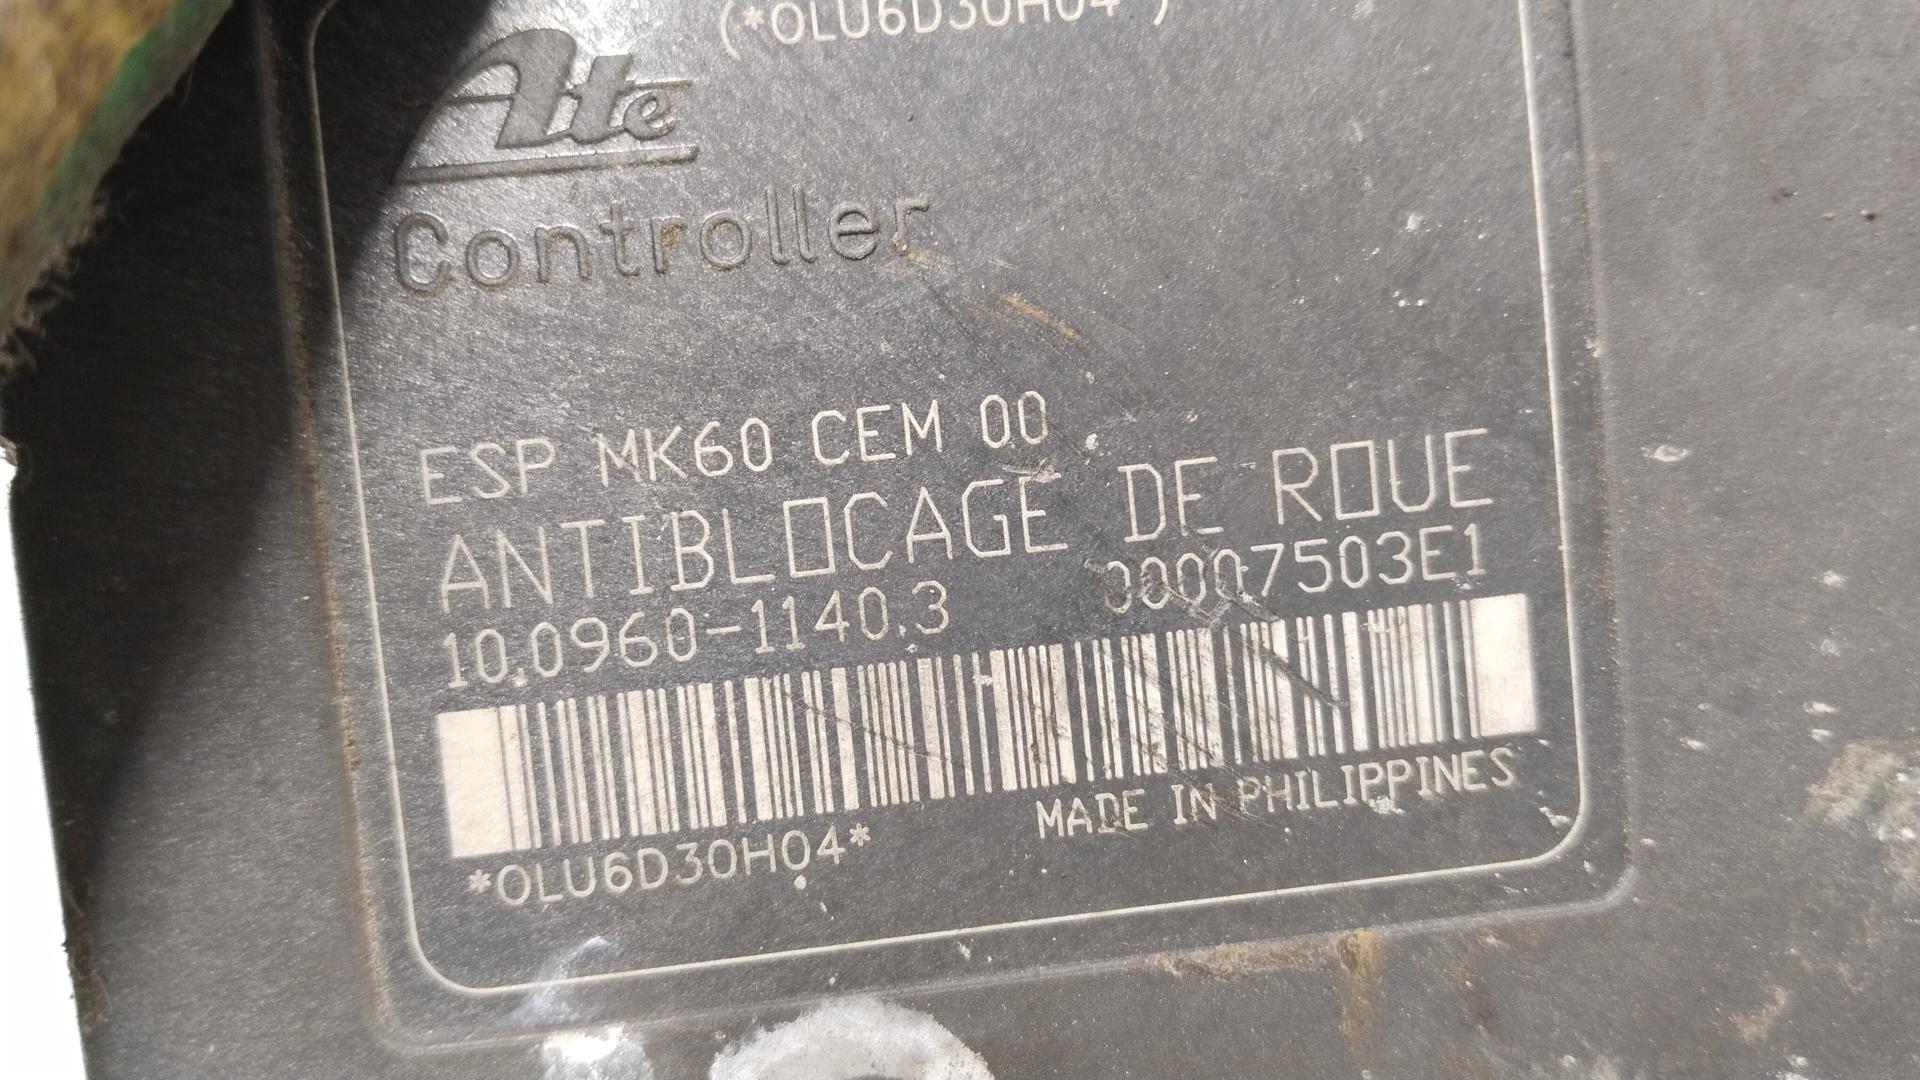 (*OLU6D30H04*)
Ate
Controller
ESP MK60 CEM 00
ANTIBLOCAGE DE ROUE
10.0960-1140.3 00007503E1
*OLU6D30H04*
MADE IN PHILIPPINES